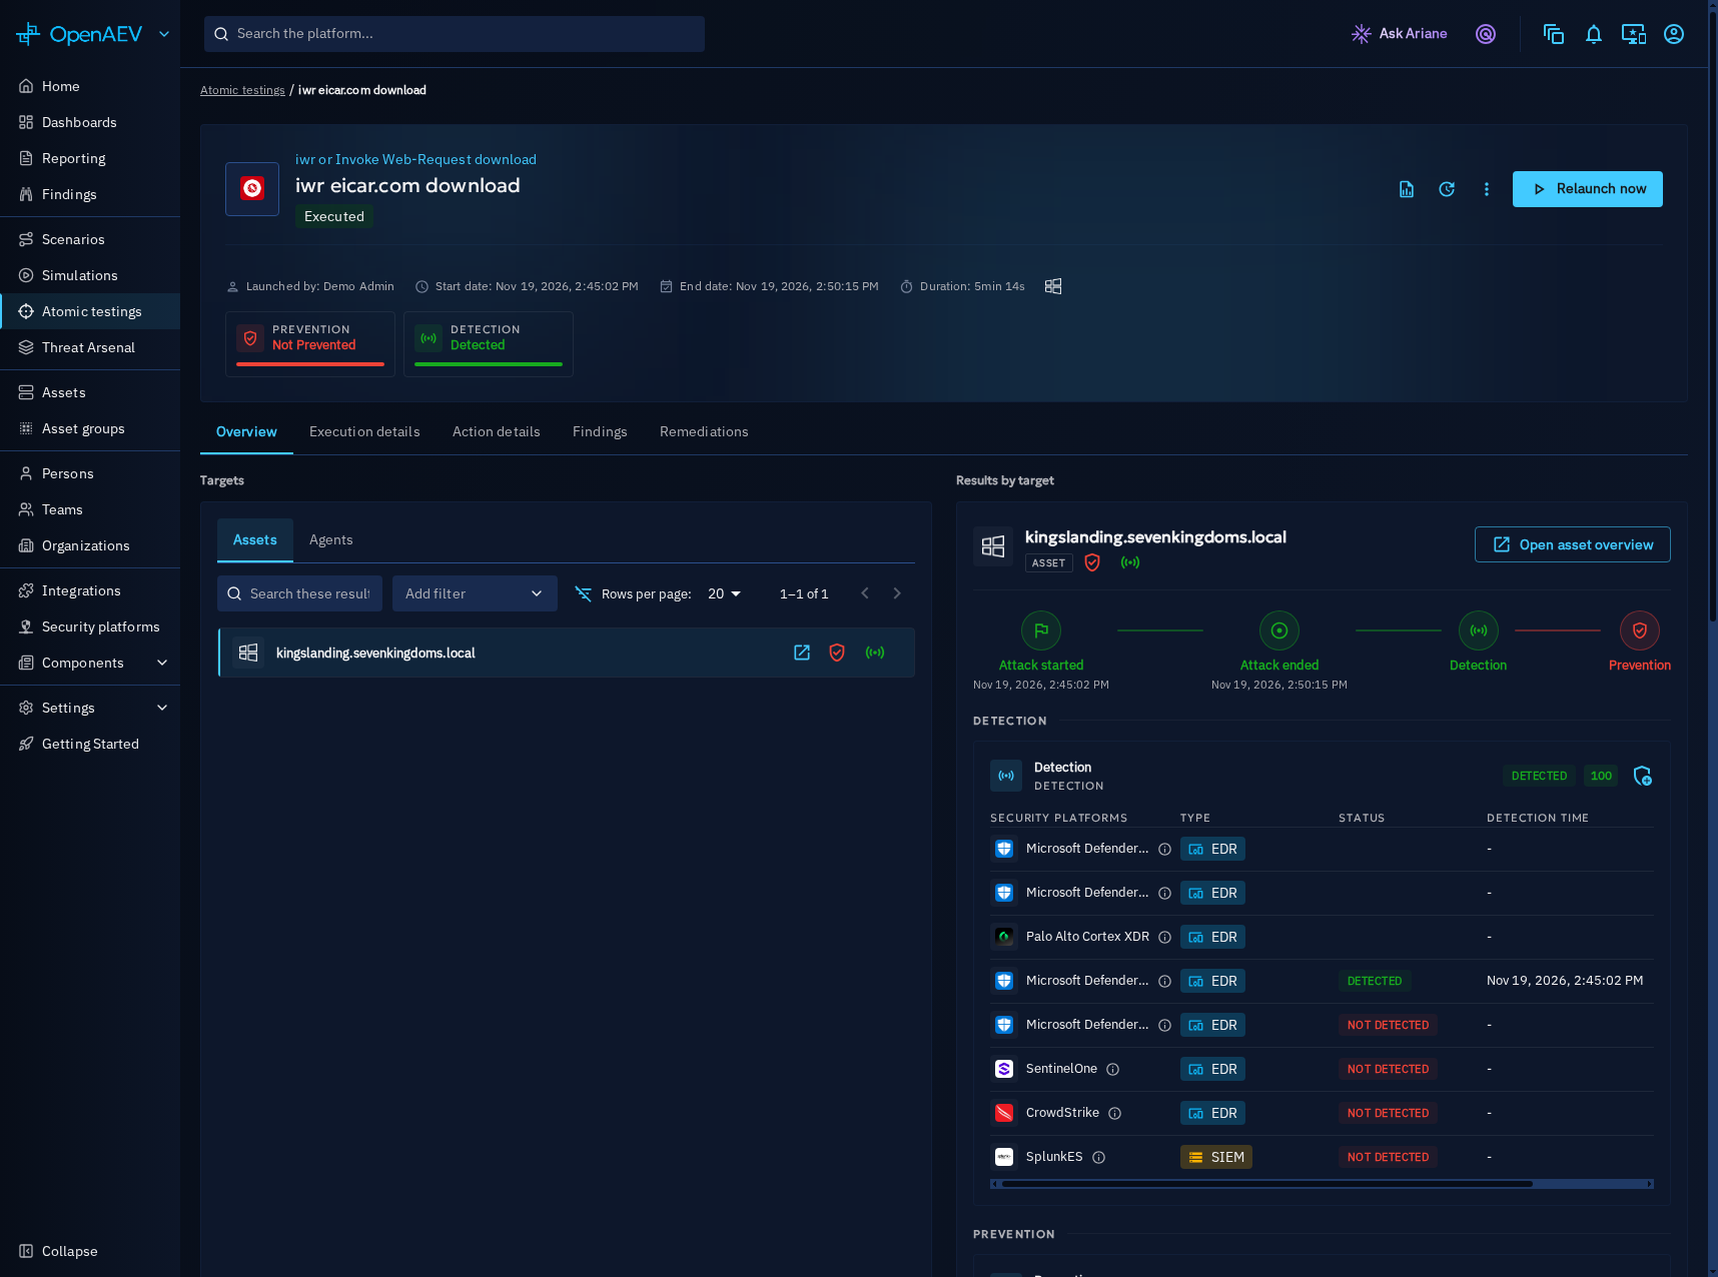 OpenAEV
Search the platform...
Ask Ariane
Home
Dashboards
Reporting
Findings
Scenarios
Simulations
Atomic testings
Threat Arsenal
Assets
Asset groups
Persons
Teams
Organizations
Integrations
Security platforms
Components
Settings
Getting Started
Collapse
Atomic testings / iwr eicar.com download
iwr or Invoke Web-Request download
iwr eicar.com download
Executed
Relaunch now
Launched by: Demo Admin Start date: Nov 19, 2026, 2:45:02 PM End date: Nov 19, 2026, 2:50:15 PM Duration: 5min 14s
PREVENTION
Not Prevented
DETECTION
Detected
Overview Execution details Action details Findings Remediations
Targets
Assets Agents
Search these resul
Add filter
Rows per page: 20 1–1 of 1
kingslanding.sevenkingdoms.local
Results by target
kingslanding.sevenkingdoms.local
ASSET
Open asset overview
Attack started
Nov 19, 2026, 2:45:02 PM
Attack ended
Nov 19, 2026, 2:50:15 PM
Detection
Prevention
DETECTION
Detection
DETECTION
DETECTED 100
SECURITY PLATFORMS TYPE STATUS DETECTION TIME
Microsoft Defender... EDR -
Microsoft Defender... EDR -
Palo Alto Cortex XDR EDR -
Microsoft Defender... EDR DETECTED Nov 19, 2026, 2:45:02 PM
Microsoft Defender... EDR NOT DETECTED -
SentinelOne EDR NOT DETECTED -
CrowdStrike EDR NOT DETECTED -
SplunkES SIEM NOT DETECTED -
PREVENTION